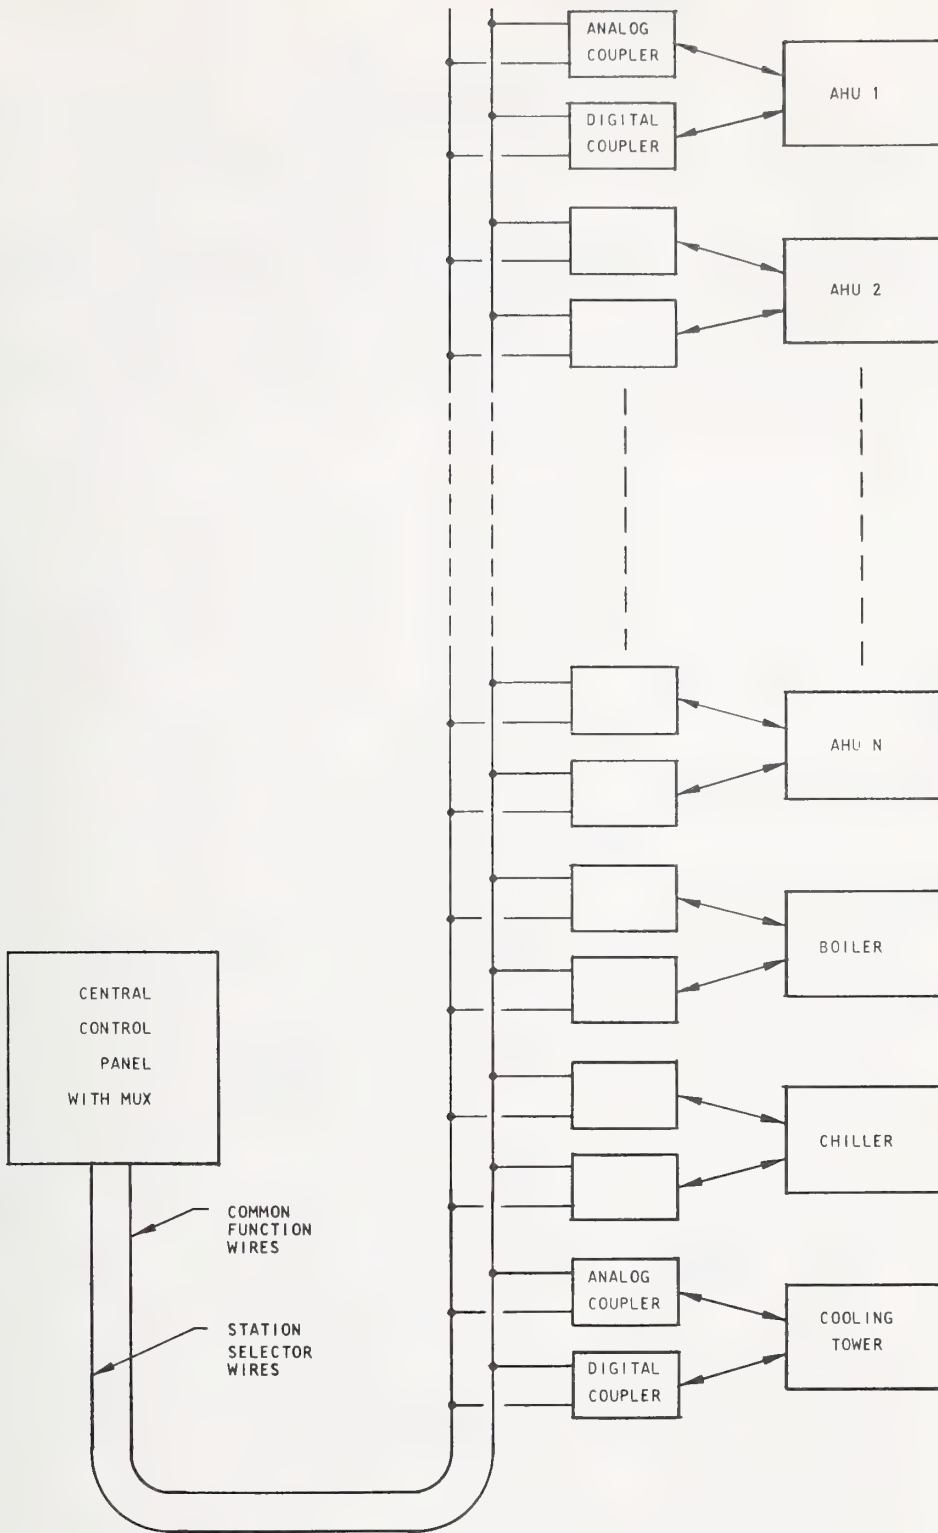 ANALOG
COUPLER
AHU 1
DIGITAL
COUPLER
AHU 2
AHU N
BOILER
CENTRAL
CONTROL
PANEL
WITH MUX
CHILLER
COMMON
FUNCTION
WIRES
ANALOG
COUPLER
COOLING
TOWER
STATION
SELECTOR
WIRES
DIGITAL
COUPLER